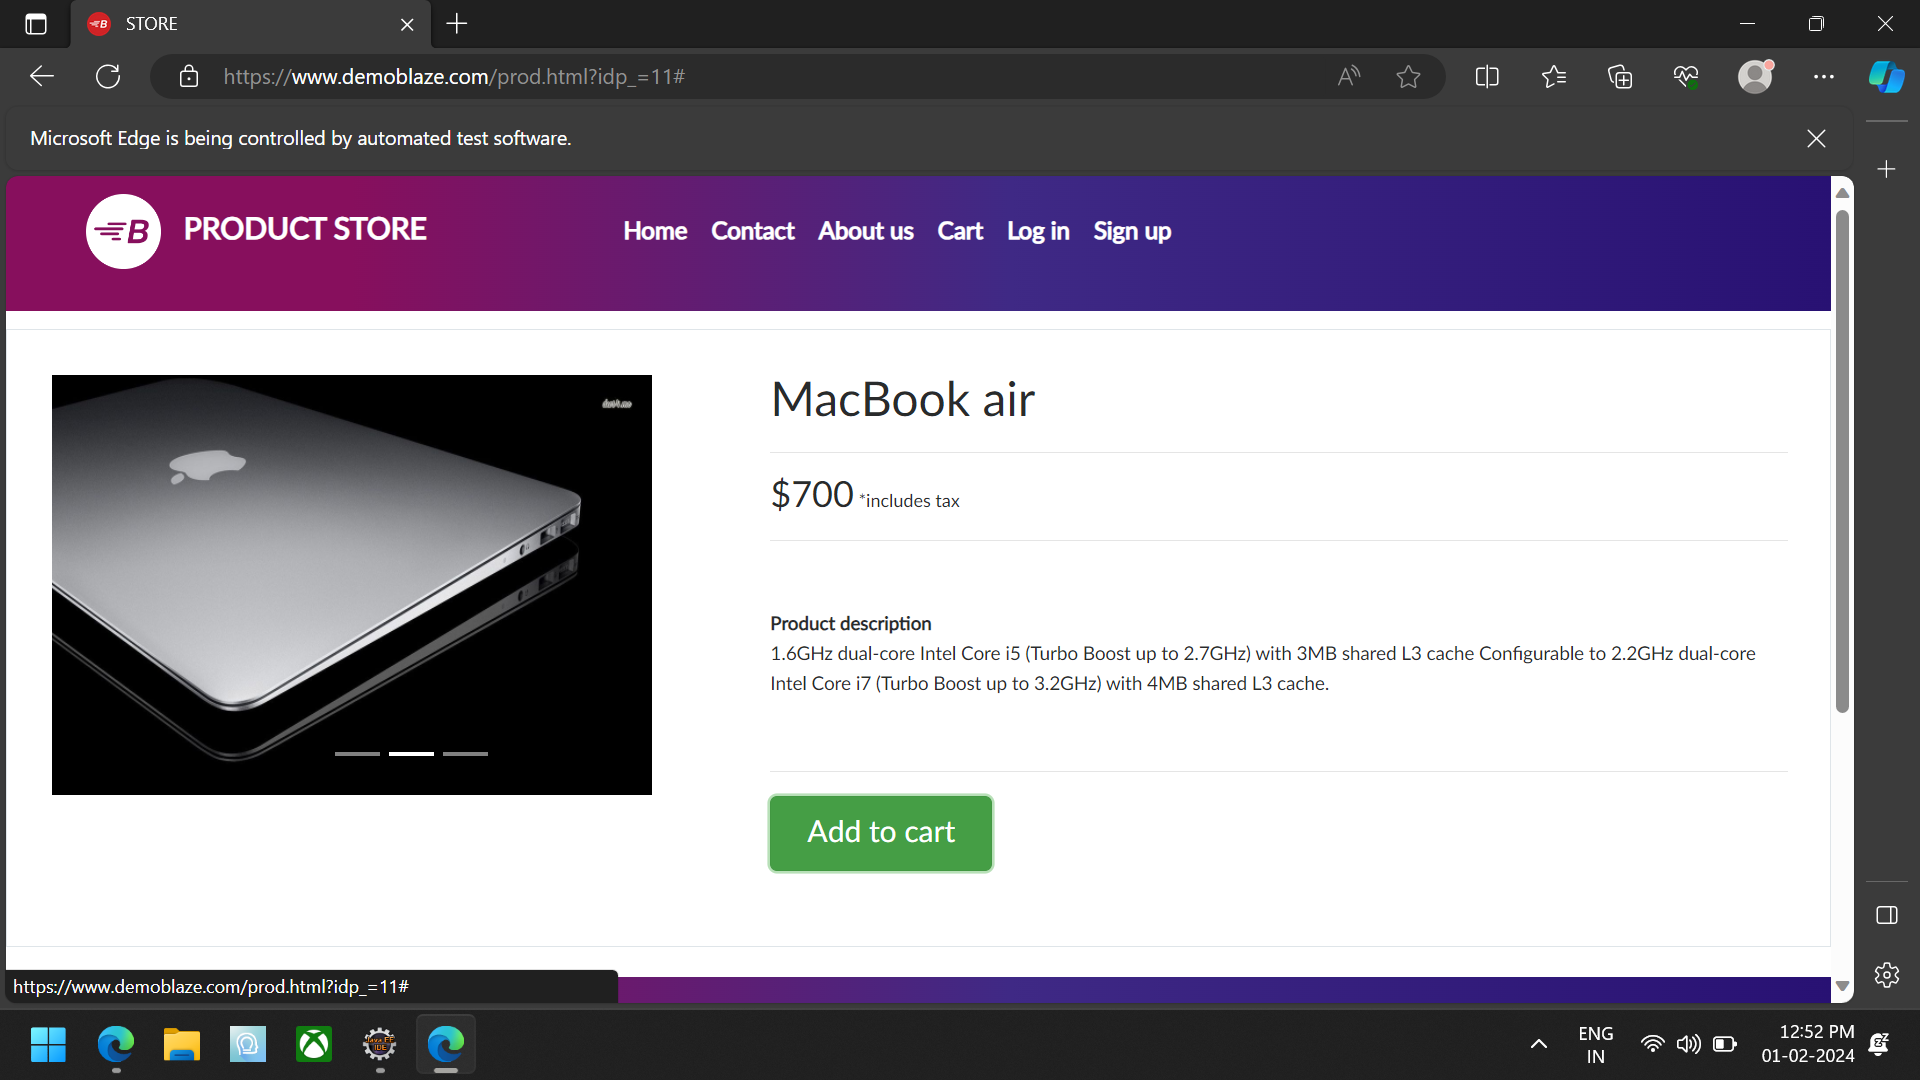 STORE
https://www.demoblaze.com/prod.html?idp_=11#
Microsoft Edge is being controlled by automated test software.
B PRODUCT STORE
Home Contact About us Cart Log in Sign up
MacBook air
$700 *includes tax
Product description
1.6GHz dual-core Intel Core i5 (Turbo Boost up to 2.7GHz) with 3MB shared L3 cache Configurable to 2.2GHz dual-core
Intel Core i7 (Turbo Boost up to 3.2GHz) with 4MB shared L3 cache.
Add to cart
https://www.demoblaze.com/prod.html?idp_=11#
Java EE
IDE
ENG
IN
12:52 PM
01-02-2024